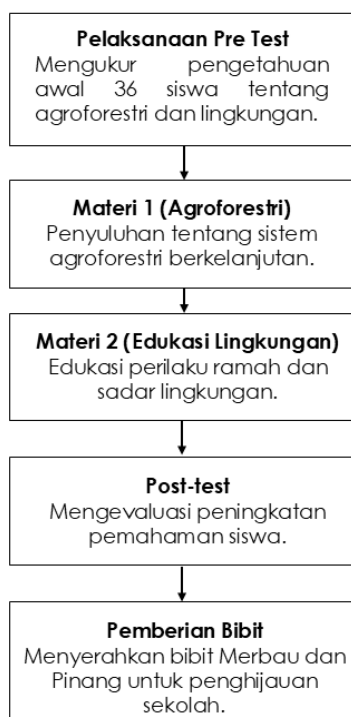 Pelaksanaan Pre Test
Mengukur pengetahuan
awal 36 siswa tentang
agroforestri dan lingkungan.
Materi 1 (Agroforestri)
Penyuluhan tentang sistem
agroforestri berkelanjutan.
Materi 2 (Edukasi Lingkungan)
Edukasi perilaku ramah dan
sadar lingkungan.
Post-test
Mengevaluasi peningkatan
pemahaman siswa.
Pemberian Bibit
Menyerahkan bibit Merbau dan
Pinang untuk penghijauan
sekolah.